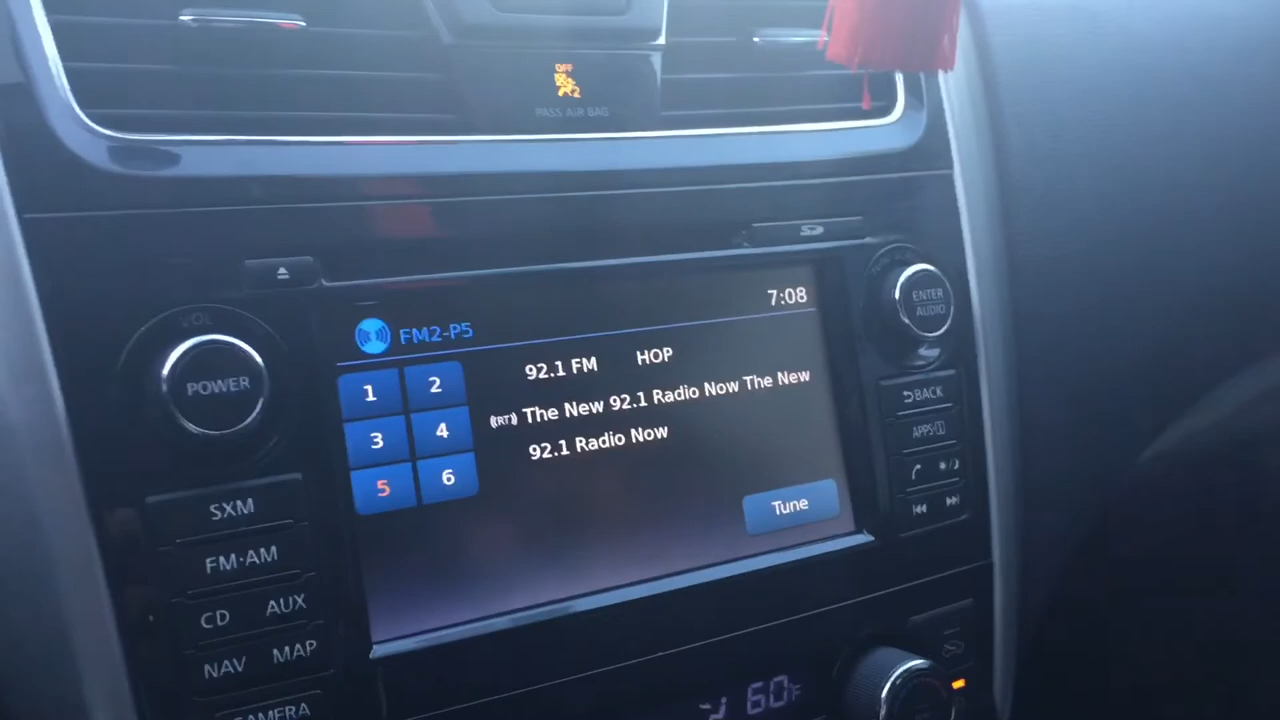 OFF
PASS AIR BAG
VOL
POWER
SXM
FM·AM
CD AUX
NAV MAP
CAMERA
7:08
FM2-P5
1 2
3 4
5 6
92.1 FM HOP
((RT)) The New 92.1 Radio Now The New
92.1 Radio Now
Tune
ENTER
AUDIO
BACK
APPS
60°F